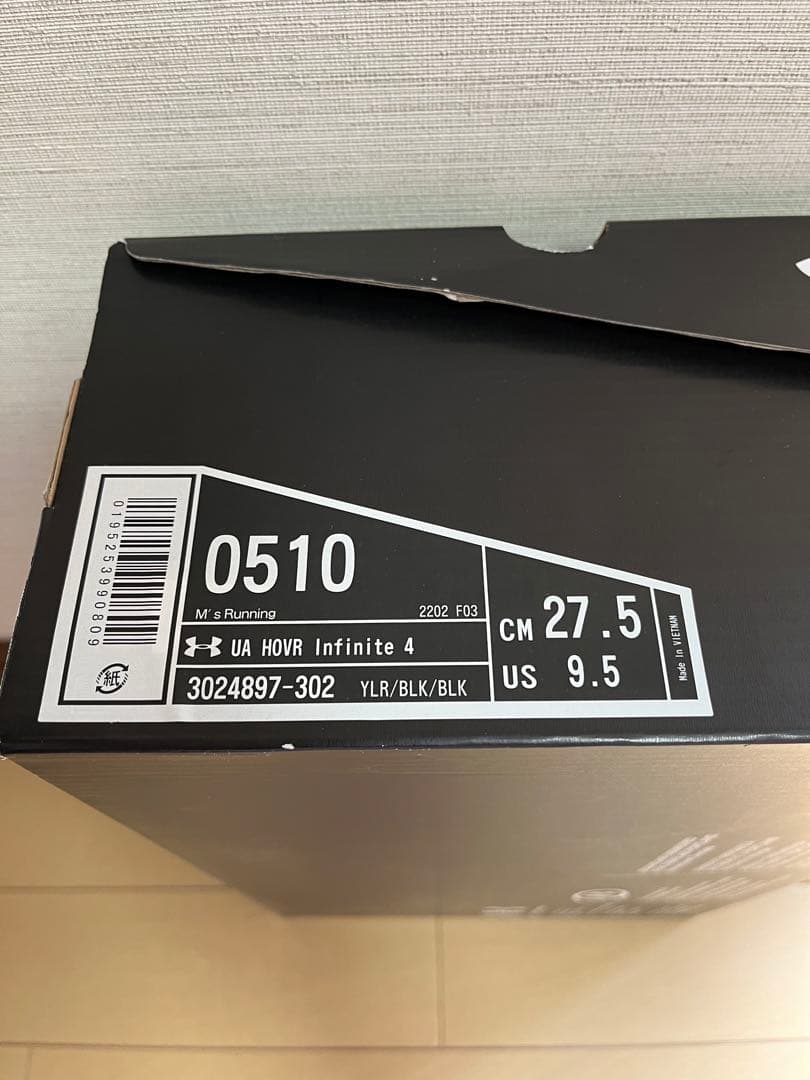 0195253990809
紙
0510
M's Running 2202 F03
UA HOVR Infinite 4
3024897-302 YLR/BLK/BLK
CM 27.5
US 9.5
Made In VIETNAM